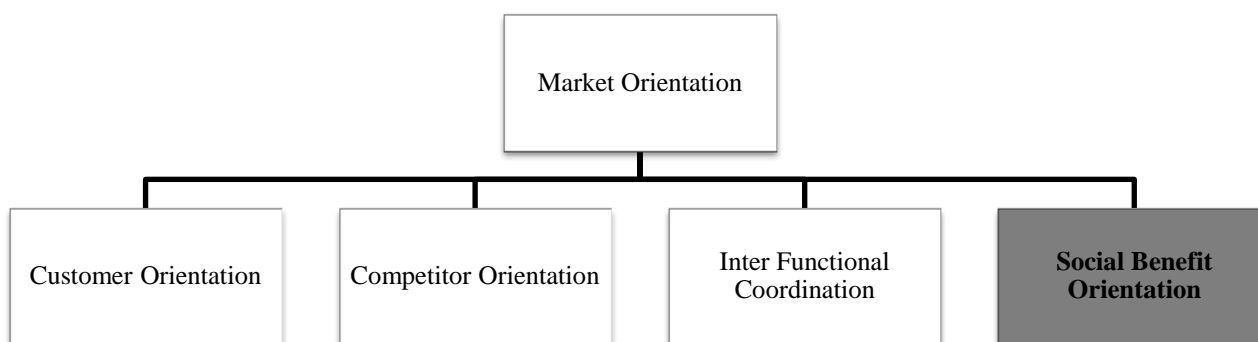 Market Orientation
Customer Orientation
Competitor Orientation
Inter Functional
Coordination
Social Benefit
Orientation